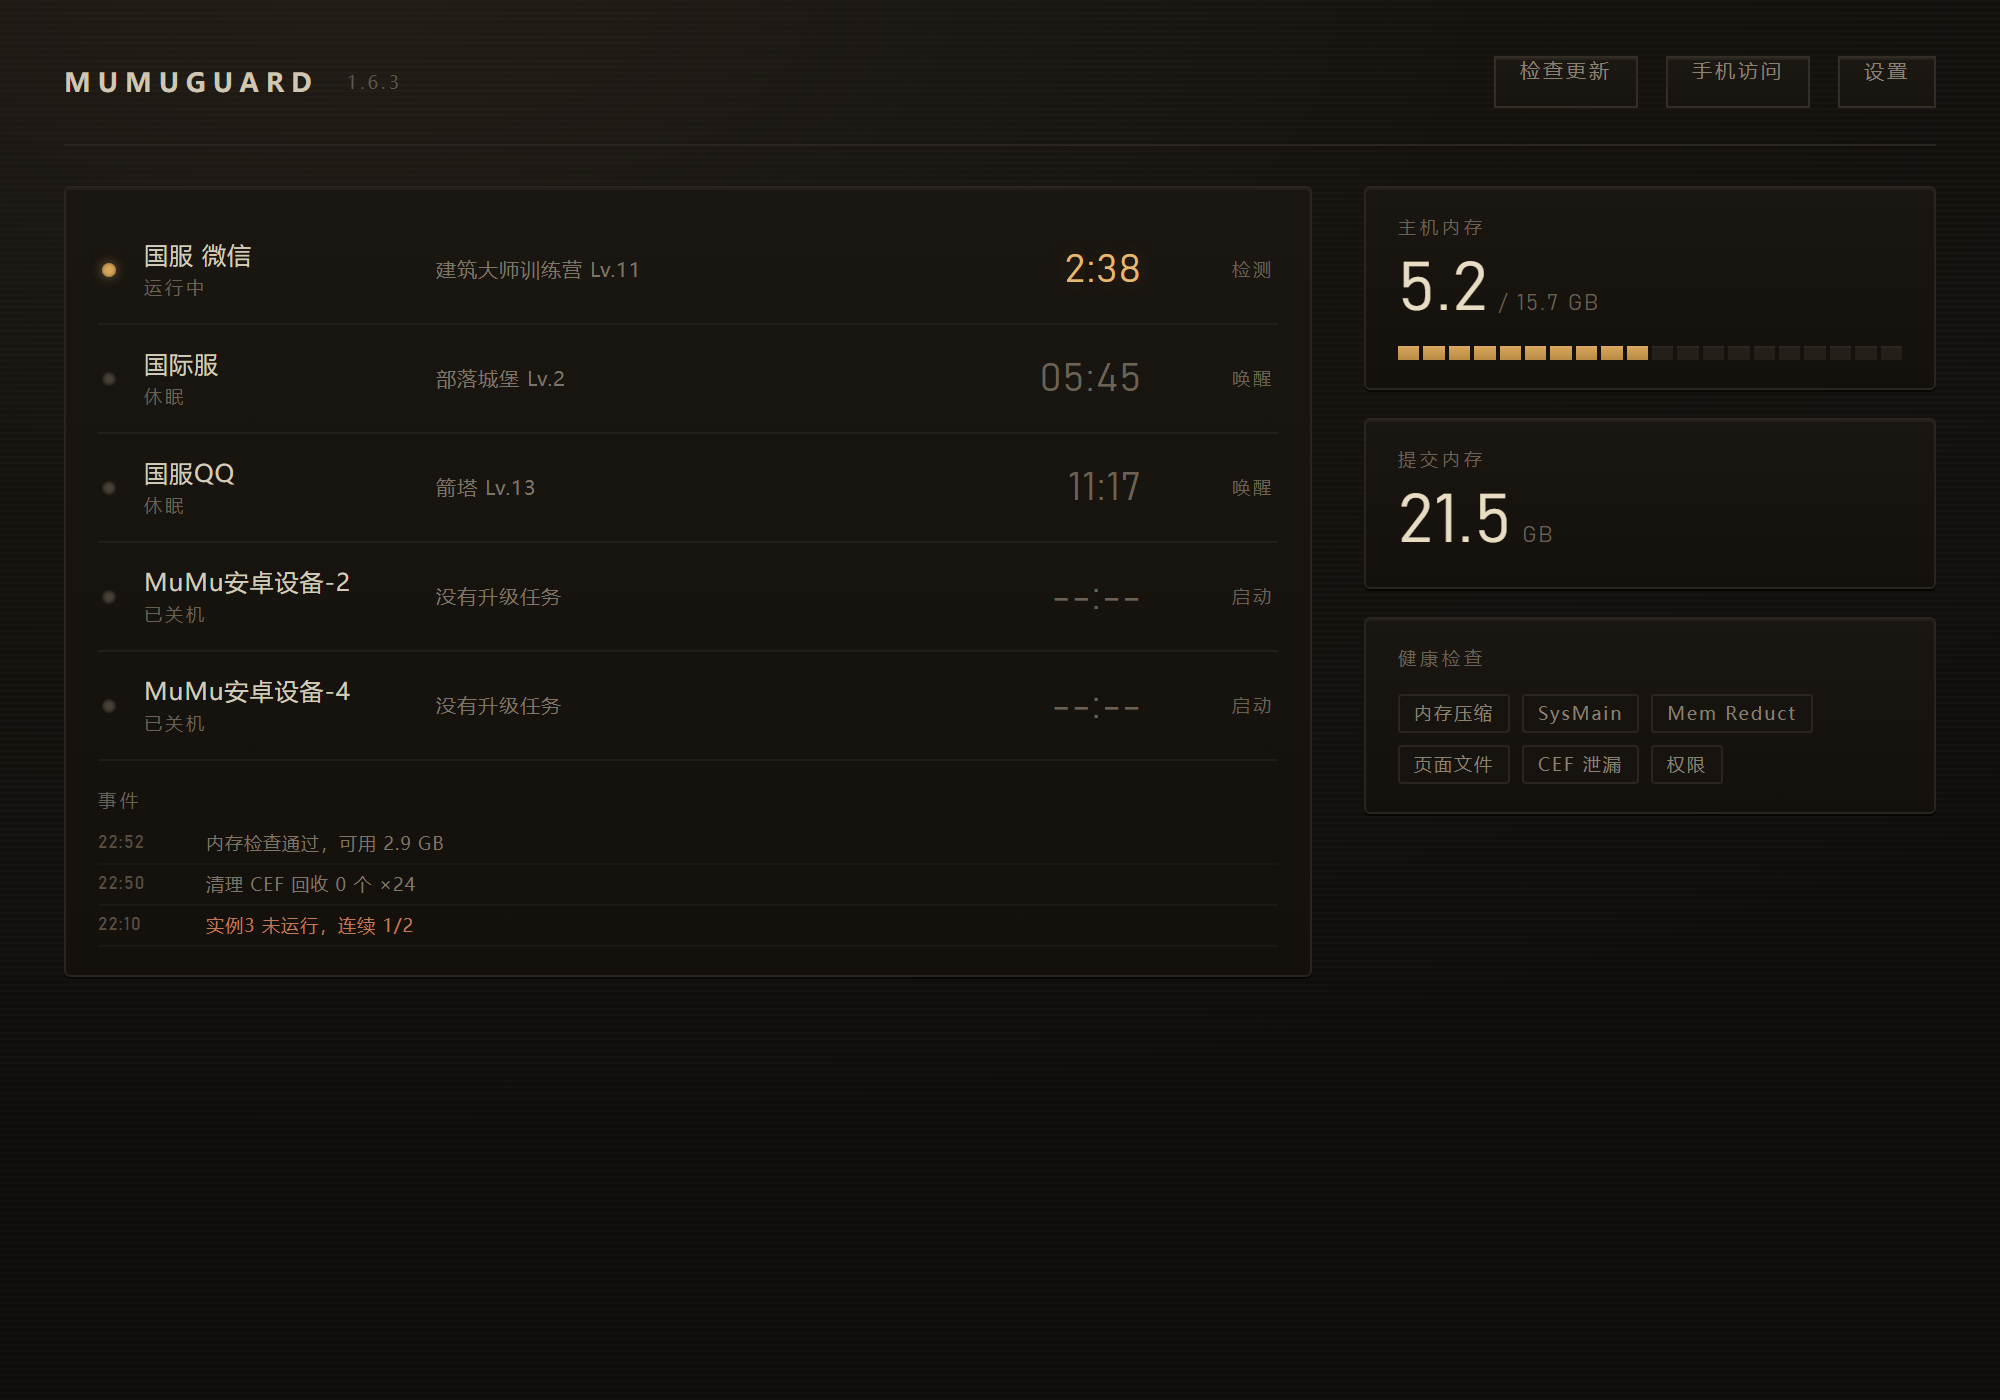 MUMUGUARD 1.6.3
检查更新 手机访问 设置
国服 微信
运行中
建筑大师训练营 Lv.11
2:38
检测
国际服
休眠
部落城堡 Lv.2
05:45
唤醒
国服QQ
休眠
箭塔 Lv.13
11:17
唤醒
MuMu安卓设备-2
已关机
没有升级任务
--:--
启动
MuMu安卓设备-4
已关机
没有升级任务
--:--
启动
事件
22:52 内存检查通过，可用 2.9 GB
22:50 清理 CEF 回收 0 个 ×24
22:10 实例3 未运行，连续 1/2
主机内存
5.2 / 15.7 GB
提交内存
21.5 GB
健康检查
内存压缩 SysMain Mem Reduct
页面文件 CEF 泄漏 权限